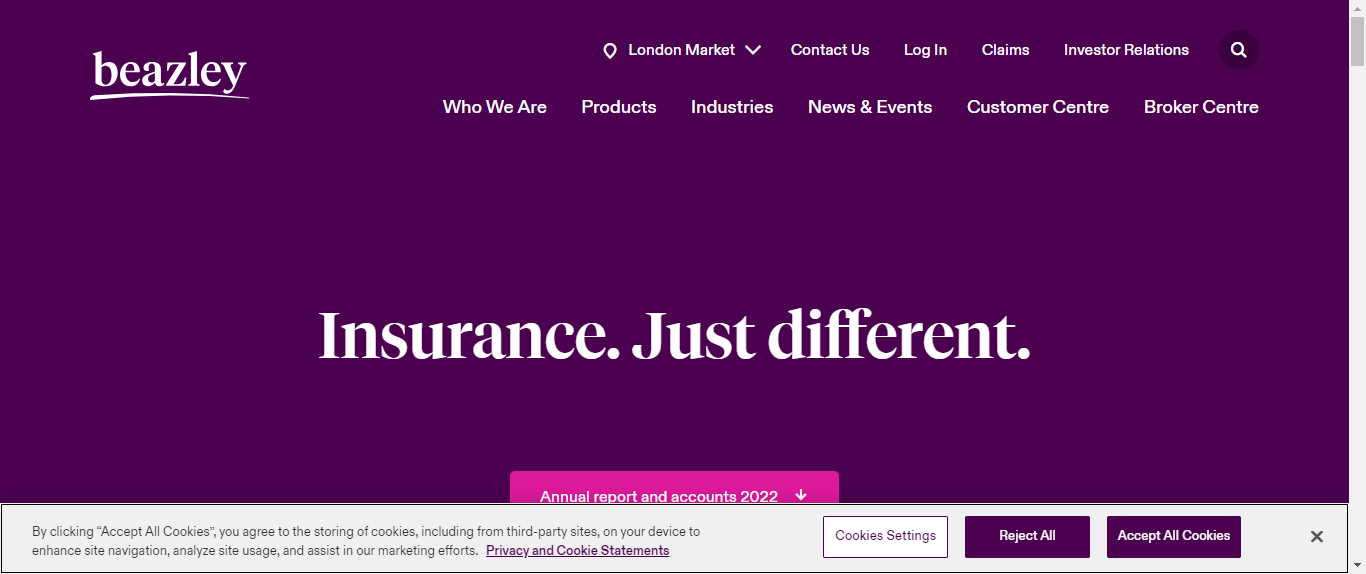 beazley
London Market
Contact Us
Log In
Claims
Investor Relations
Who We Are
Products
Industries
News & Events
Customer Centre
Broker Centre
Insurance. Just different.
Annual report and accounts 2022
By clicking “Accept All Cookies”, you agree to the storing of cookies, including from third-party sites, on your device to
enhance site navigation, analyze site usage, and assist in our marketing efforts. Privacy and Cookie Statements
Cookies Settings
Reject All
Accept All Cookies